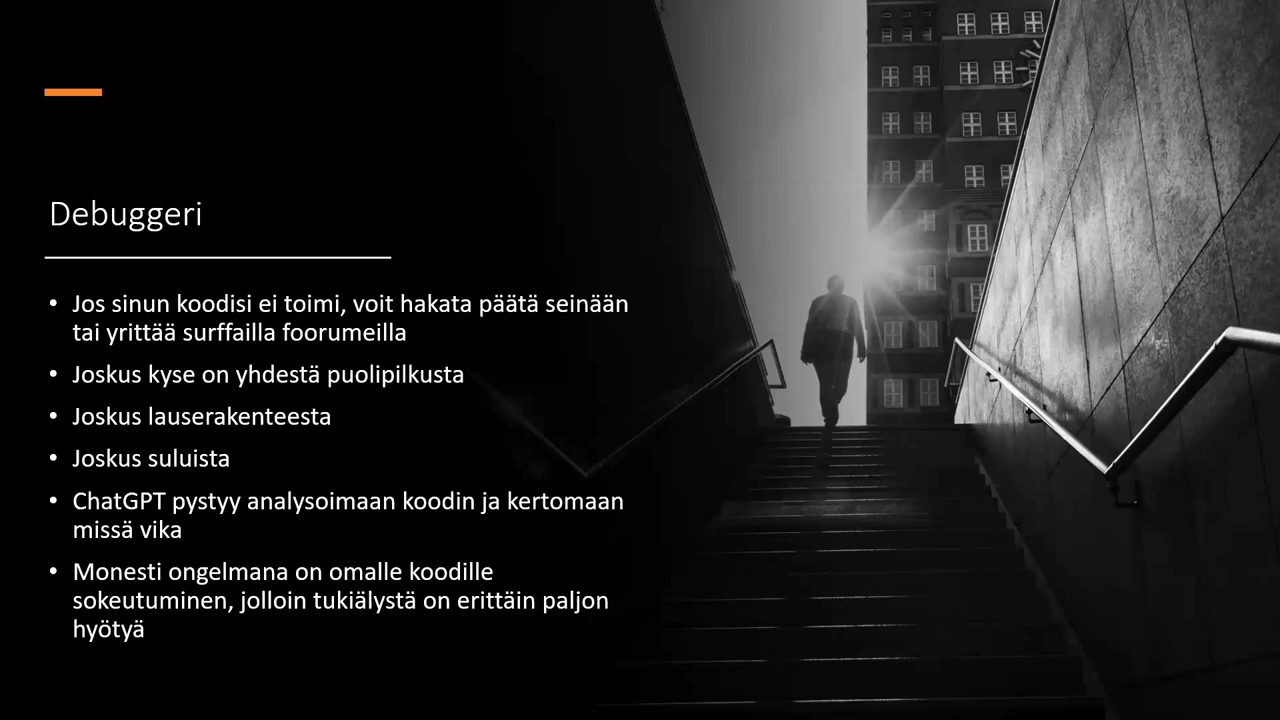 Debuggeri
• Jos sinun koodisi ei toimi, voit hakata päätä seinään
tai yrittää surffailla foorumeilla
• Joskus kyse on yhdestä puolipilkusta
• Joskus lauserakenteesta
• Joskus suluista
• ChatGPT pystyy analysoimaan koodin ja kertomaan
missä vika
• Monesti ongelmana on omalle koodille
sokeutuminen, jolloin tukiälystä on erittäin paljon
hyötyä